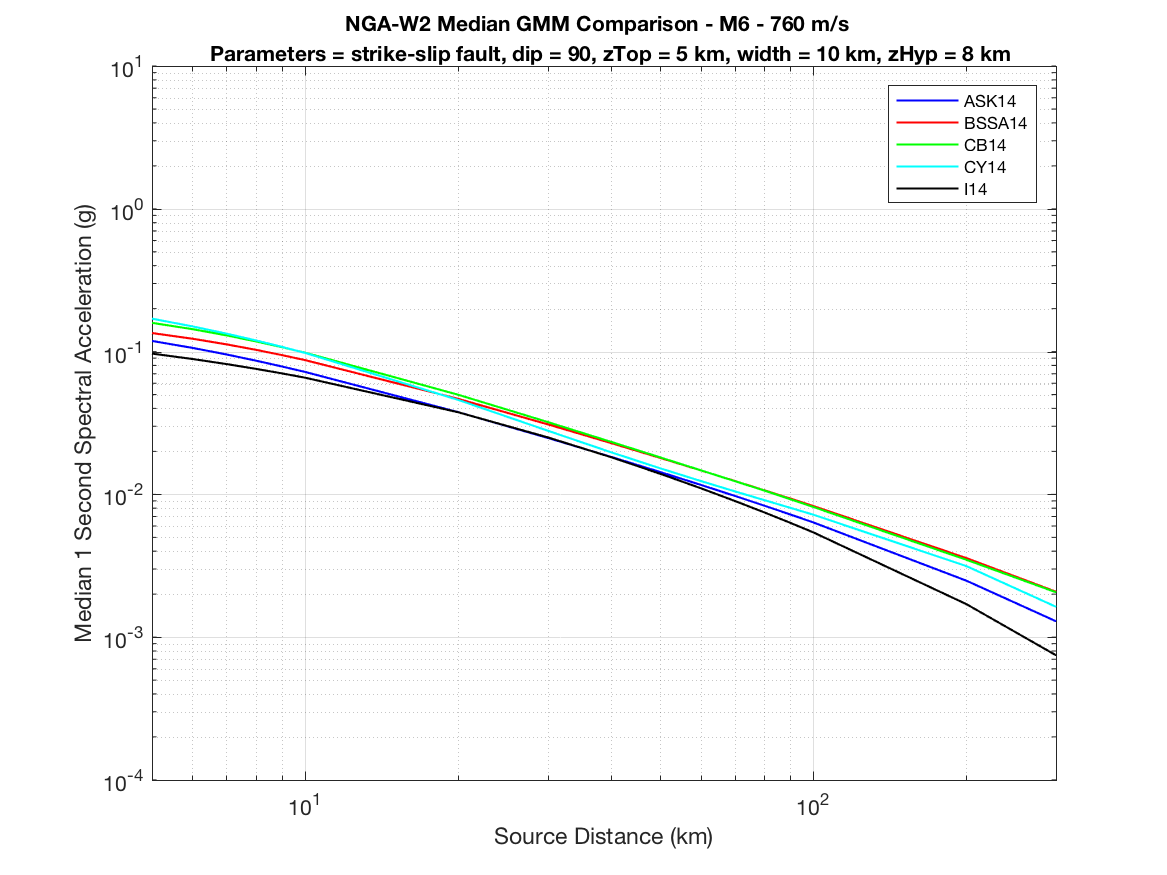 NGA-W2 Median GMM Comparison - M6 - 760 m/s
Parameters = strike-slip fault, dip = 90, zTop = 5 km, width = 10 km, zHyp = 8 km
10^1
10^0
10^-1
10^-2
10^-3
10^-4
Median 1 Second Spectral Acceleration (g)
ASK14
BSSA14
CB14
CY14
I14
10^1
10^2
Source Distance (km)